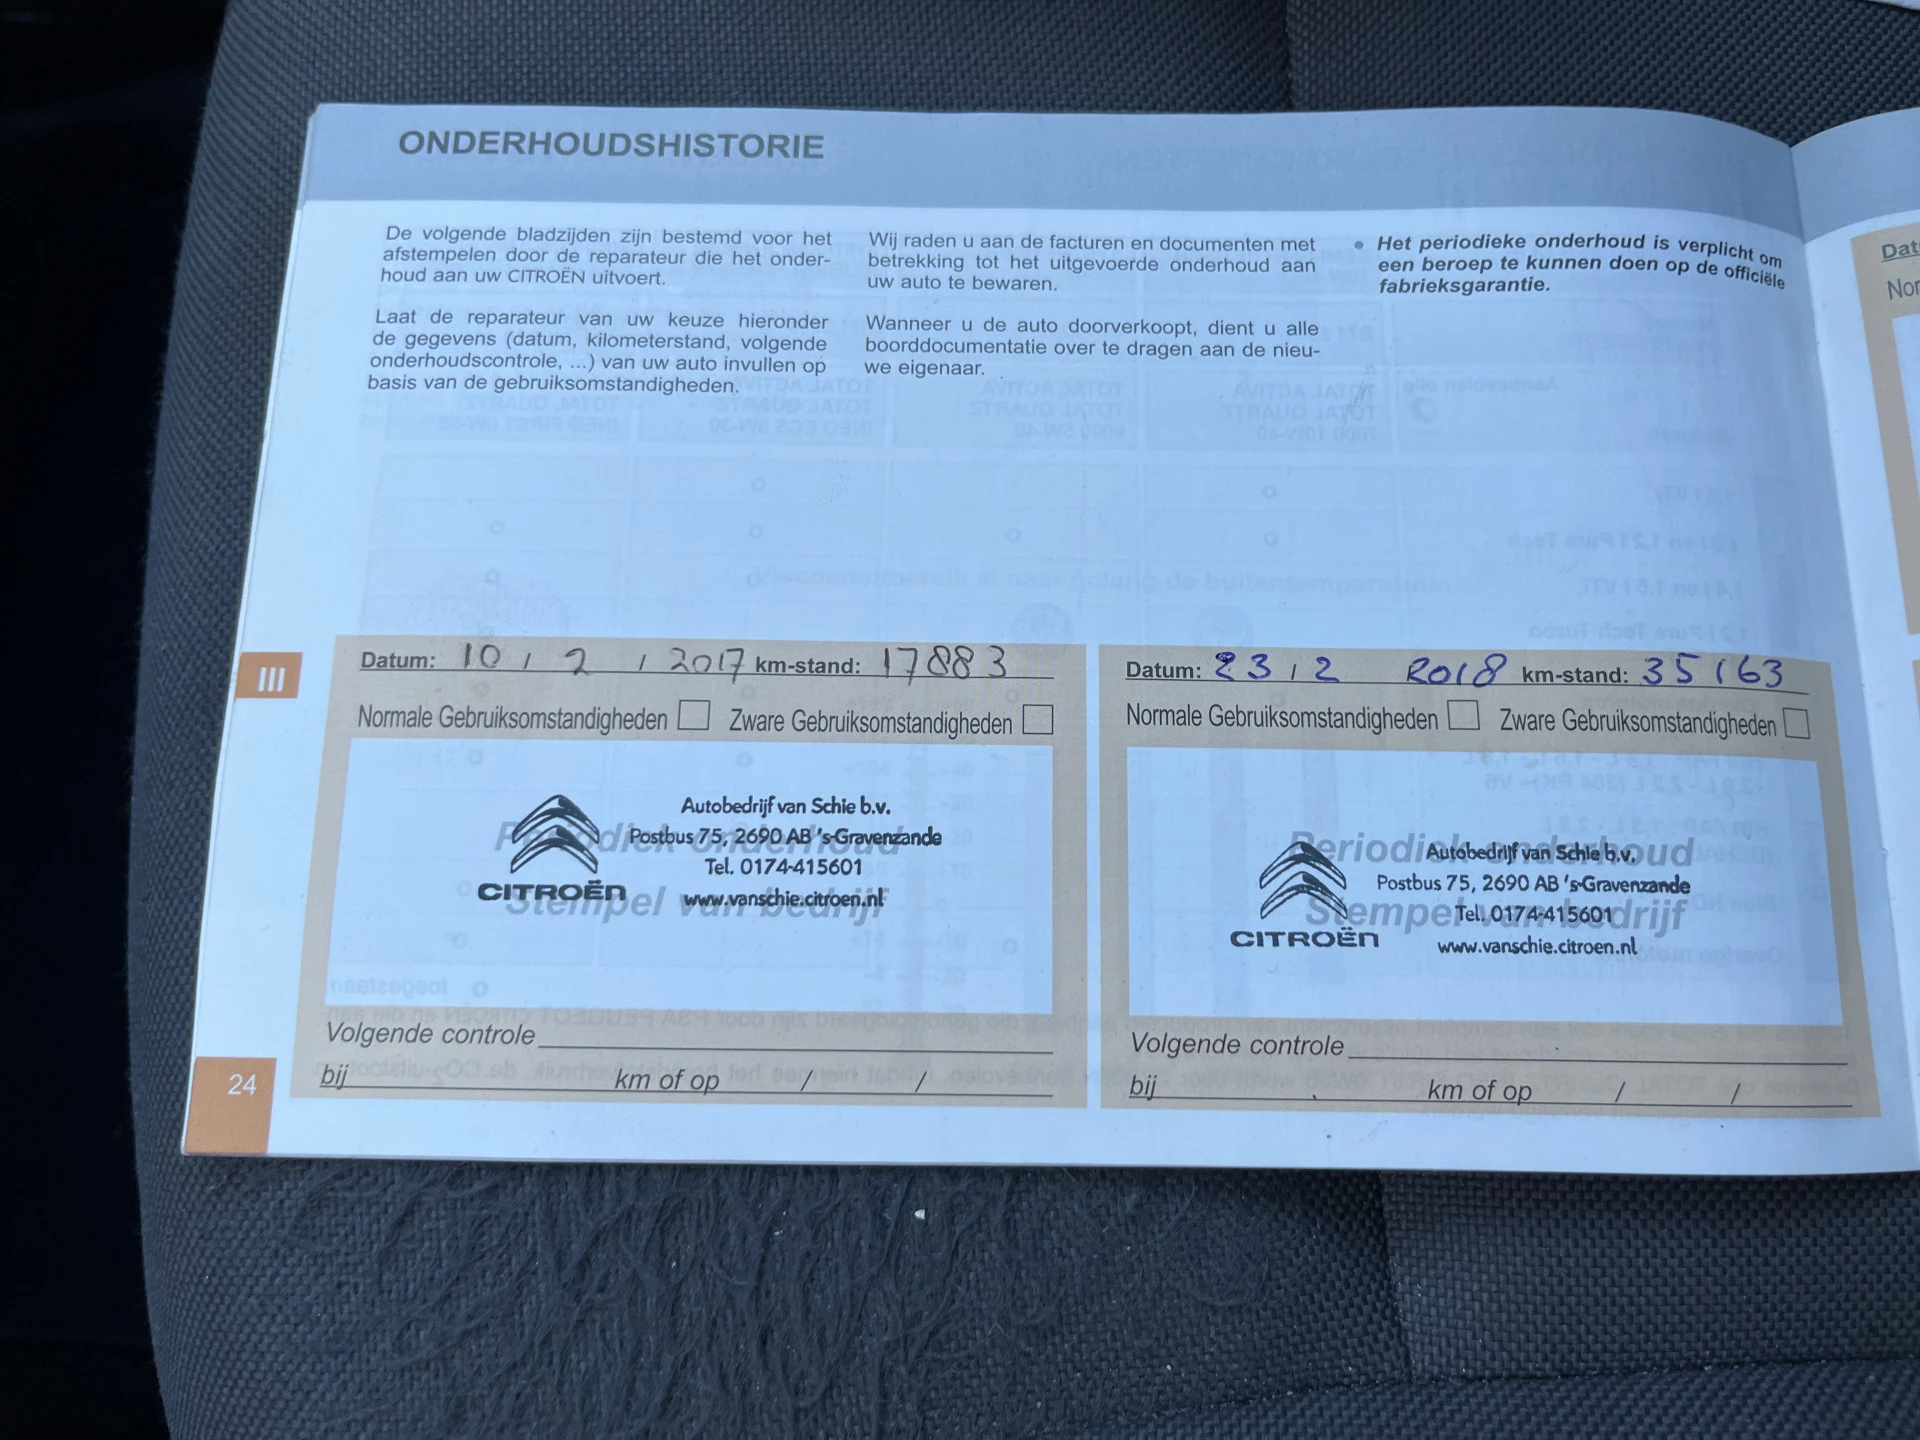 ONDERHOUDSHISTORIE
De volgende bladzijden zijn bestemd voor het
afstempelen door de reparateur die het onder-
houd aan uw CITROËN uitvoert.
Laat de reparateur van uw keuze hieronder
de gegevens (datum, kilometerstand, volgende
onderhoudscontrole, ...) van uw auto invullen op
basis van de gebruiksomstandigheden.
Wij raden u aan de facturen en documenten met
betrekking tot het uitgevoerde onderhoud aan
uw auto te bewaren.
Wanneer u de auto doorverkoopt, dient u alle
boorddocumentatie over te dragen aan de nieu-
we eigenaar.
• Het periodieke onderhoud is verplicht om
een beroep te kunnen doen op de officiële
fabrieksgarantie.
III
Datum: 10 / 2 / 2017 km-stand: 17883
Normale Gebruiksomstandigheden Zware Gebruiksomstandigheden
Periodiek onderhoud
Stempel van bedrijf
CITROËN
Autobedrijf van Schie b.v.
Postbus 75, 2690 AB 's-Gravenzande
Tel. 0174-415601
www.vanschie.citroen.nl
Volgende controle
bij km of op / /
Datum: 23 / 2 2018 km-stand: 35163
Normale Gebruiksomstandigheden Zware Gebruiksomstandigheden
Periodiek onderhoud
Stempel van bedrijf
CITROËN
Autobedrijf van Schie b.v.
Postbus 75, 2690 AB 's-Gravenzande
Tel. 0174-415601
www.vanschie.citroen.nl
Volgende controle
bij km of op / /
24